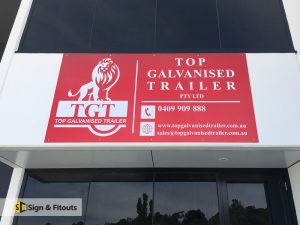 TGT
TOP GALVANISED TRAILER
TOP
GALVANISED
TRAILER
PTY LTD
0409 909 888
www.topgalvanisedtrailer.com.au
sales@topgalvanisedtrailer.com.au
Sign & Fitouts